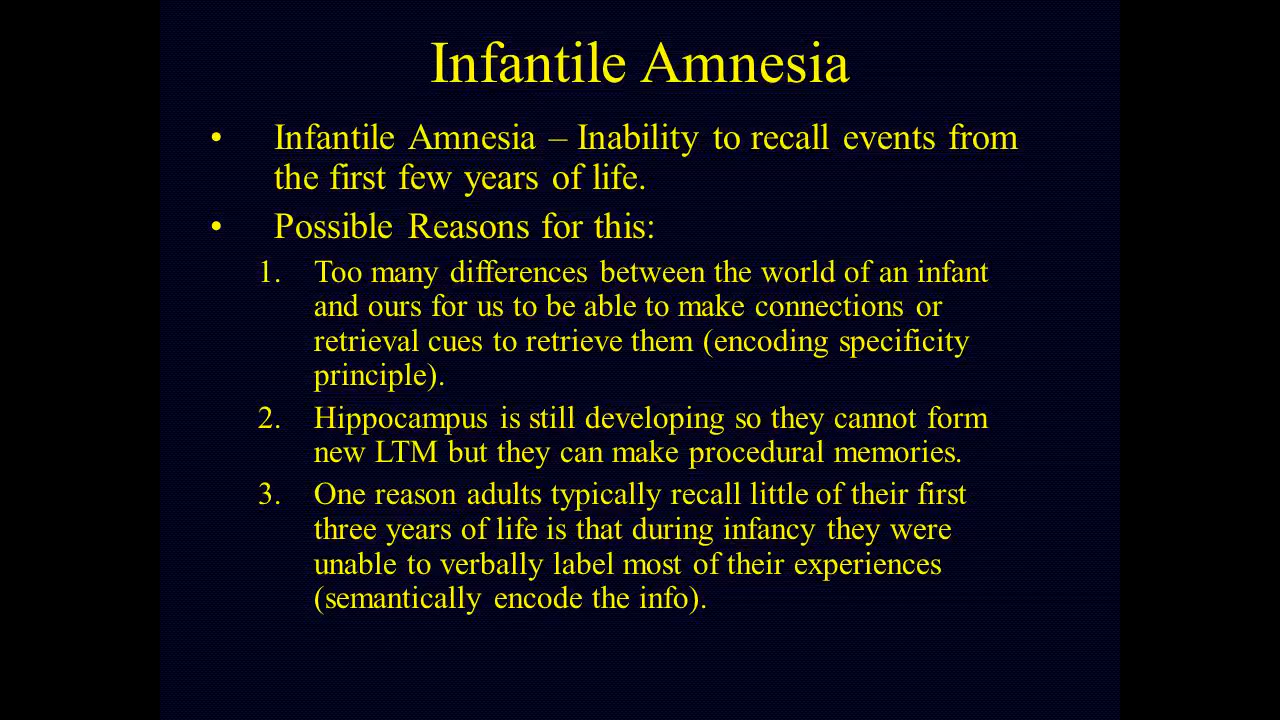 Infantile Amnesia
• Infantile Amnesia – Inability to recall events from
the first few years of life.
• Possible Reasons for this:
1. Too many differences between the world of an infant
and ours for us to be able to make connections or
retrieval cues to retrieve them (encoding specificity
principle).
2. Hippocampus is still developing so they cannot form
new LTM but they can make procedural memories.
3. One reason adults typically recall little of their first
three years of life is that during infancy they were
unable to verbally label most of their experiences
(semantically encode the info).